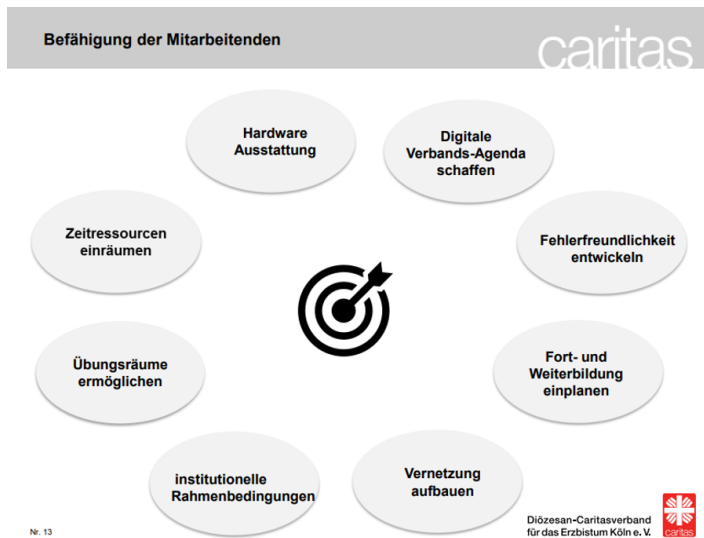 Befähigung der Mitarbeitenden
caritas
Hardware
Ausstattung
Digitale
Verbands-Agenda
schaffen
Zeitressourcen
einräumen
Fehlerfreundlichkeit
entwickeln
Übungsräume
ermöglichen
Fort- und
Weiterbildung
einplanen
institutionelle
Rahmenbedingungen
Vernetzung
aufbauen
Nr. 13
Diözesan-Caritasverband
für das Erzbistum Köln e. V.
caritas